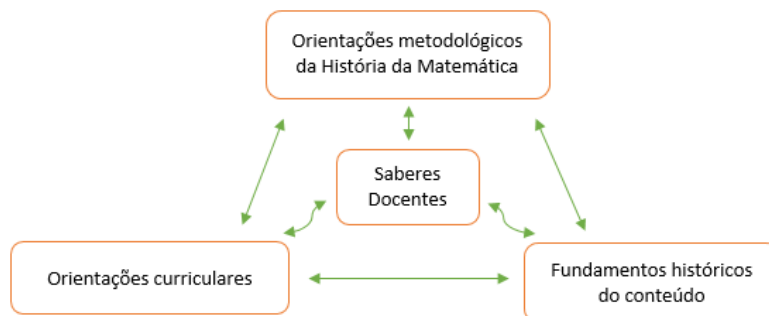 Orientações metodológicos
da História da Matemática
Saberes
Docentes
Orientações curriculares
Fundamentos históricos
do conteúdo